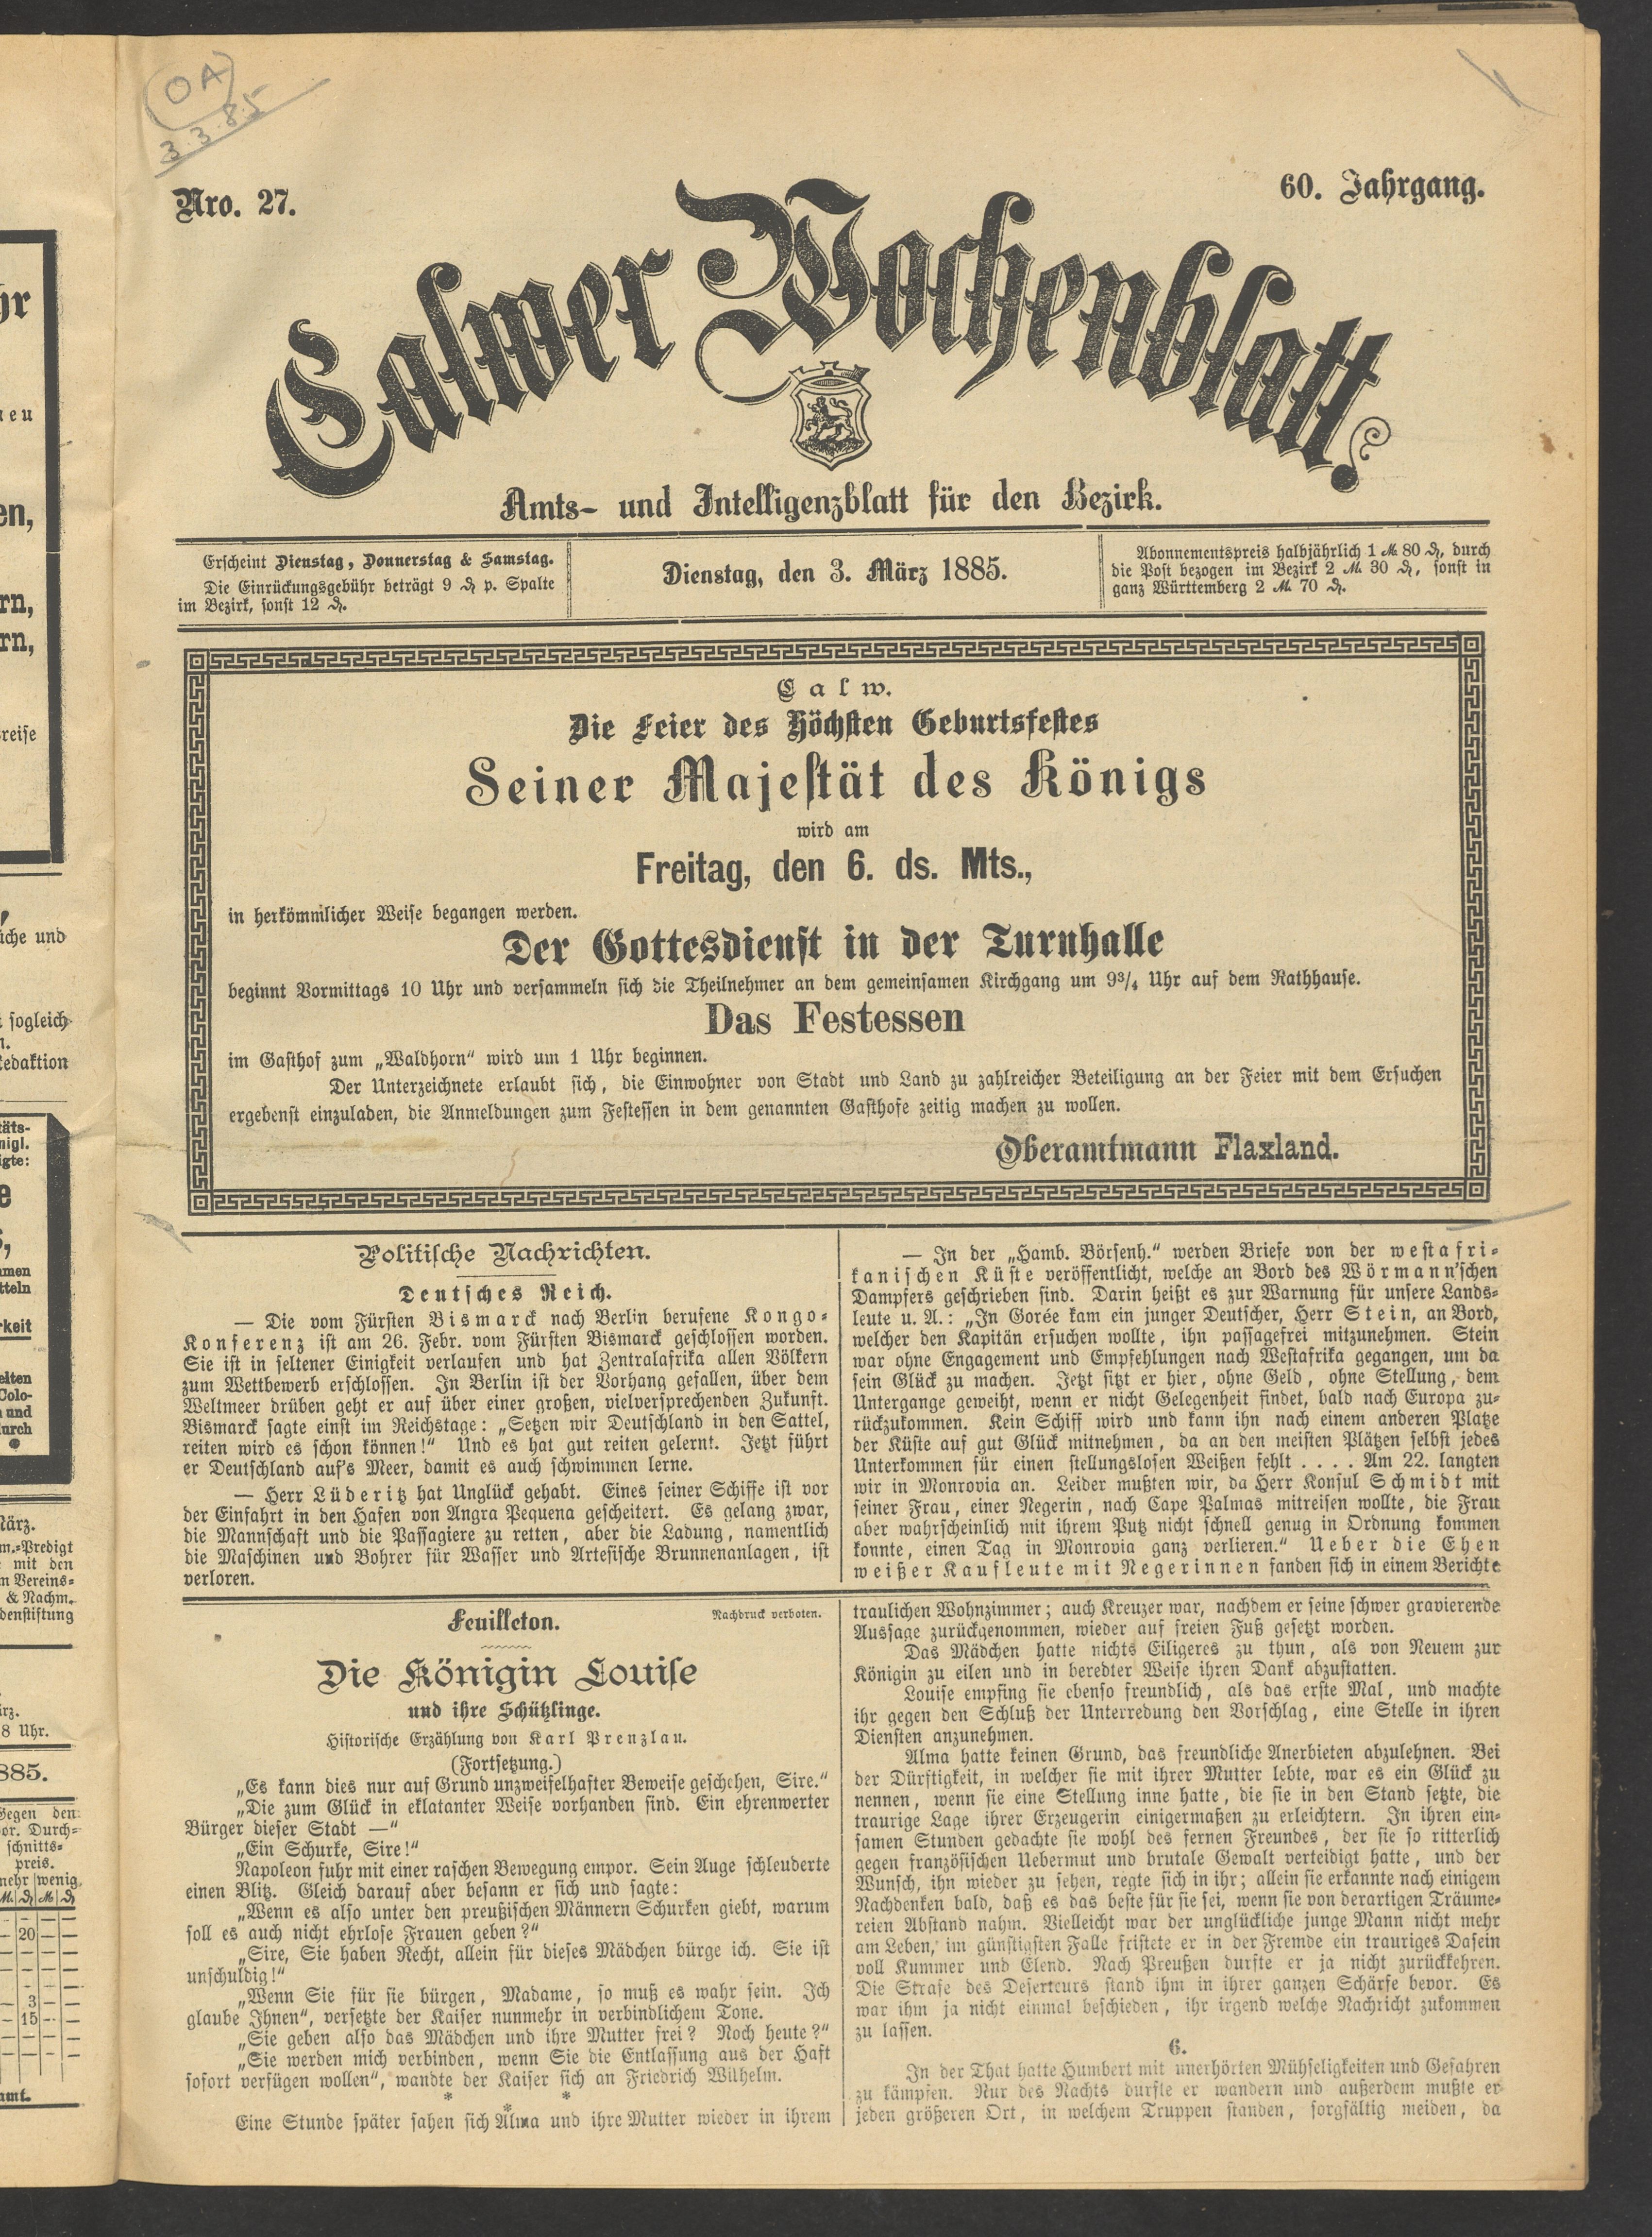 OA
3.3.85
Nro. 27.
60. Jahrgang.
Calwer Wochenblatt
Amts- und Intelligenzblatt für den Bezirk.
Erscheint Dienstag, Donnerstag & Samstag.
Die Einrückungsgebühr beträgt 9 ₰ p. Spalte
im Bezirk, sonst 12 ₰.
Dienstag, den 3. März 1885.
Abonnementspreis halbjährlich 1 ℳ 80 ₰, durch
die Post bezogen im Bezirk 2 ℳ 30 ₰, sonst in
ganz Württemberg 2 ℳ 70 ₰.
Calw.
Die Feier des Höchsten Geburtsfestes
Seiner Majestät des Königs
wird am
Freitag, den 6. ds. Mts.,
in herkömmlicher Weise begangen werden.
Der Gottesdienst in der Turnhalle
beginnt Vormittags 10 Uhr und versammeln sich die Theilnehmer an dem gemeinsamen Kirchgang um 9¾ Uhr auf dem Rathhause.
Das Festessen
im Gasthof zum „Waldhorn“ wird um 1 Uhr beginnen.
Der Unterzeichnete erlaubt sich, die Einwohner von Stadt und Land zu zahlreicher Beteiligung an der Feier mit dem Ersuchen
ergebenst einzuladen, die Anmeldungen zum Festessen in dem genannten Gasthofe zeitig machen zu wollen.
Oberamtmann Flaxland.
Politische Nachrichten.
Deutsches Reich.
— Die vom Fürsten Bismarck nach Berlin berufene Kongo-
Konferenz ist am 26. Febr. vom Fürsten Bismarck geschlossen worden.
Sie ist in seltener Einigkeit verlaufen und hat Zentralafrika allen Völkern
zum Wettbewerb erschlossen. In Berlin ist der Vorhang gefallen, über dem
Weltmeer drüben geht er auf über einer großen, vielversprechenden Zukunft.
Bismarck sagte einst im Reichstage: „Setzen wir Deutschland in den Sattel,
reiten wird es schon können!“ Und es hat gut reiten gelernt. Jetzt führt
er Deutschland auf's Meer, damit es auch schwimmen lerne.
— Herr Lüderitz hat Unglück gehabt. Eines seiner Schiffe ist vor
der Einfahrt in den Hafen von Angra Pequena gescheitert. Es gelang zwar,
die Mannschaft und die Passagiere zu retten, aber die Ladung, namentlich
die Maschinen und Bohrer für Wasser und Artesische Brunnenanlagen, ist
verloren.
— In der „Hamb. Börsenh.“ werden Briefe von der westafri-
kanischen Küste veröffentlicht, welche an Bord des Wörmann'schen
Dampfers geschrieben sind. Darin heißt es zur Warnung für unsere Lands-
leute u. A.: „In Gorée kam ein junger Deutscher, Herr Stein, an Bord,
welcher den Kapitän ersuchen wollte, ihn passagefrei mitzunehmen. Stein
war ohne Engagement und Empfehlungen nach Westafrika gegangen, um da
sein Glück zu machen. Jetzt sitzt er hier, ohne Geld, ohne Stellung, dem
Untergange geweiht, wenn er nicht Gelegenheit findet, bald nach Europa zu-
rückzukommen. Kein Schiff wird und kann ihn nach einem anderen Platze
der Küste auf gut Glück mitnehmen, da an den meisten Plätzen selbst jedes
Unterkommen für einen stellungslosen Weißen fehlt . . . . Am 22. langten
wir in Monrovia an. Leider mußten wir, da Herr Konsul Schmidt mit
seiner Frau, einer Negerin, nach Cape Palmas mitreisen wollte, die Frau
aber wahrscheinlich mit ihrem Putz nicht schnell genug in Ordnung kommen
konnte, einen Tag in Monrovia ganz verlieren.“ Ueber die Ehen
weißer Kaufleute mit Negerinnen fanden sich in einem Berichte
Feuilleton.
Nachdruck verboten.
Die Königin Louise
und ihre Schützlinge.
Historische Erzählung von Karl Prenzlau.
(Fortsetzung.)
„Es kann dies nur auf Grund unzweifelhafter Beweise geschehen, Sire.“
„Die zum Glück in eklatanter Weise vorhanden sind. Ein ehrenwerter
Bürger dieser Stadt —“
„Ein Schurke, Sire!“
Napoleon fuhr mit einer raschen Bewegung empor. Sein Auge schleuderte
einen Blitz. Gleich darauf aber besann er sich und sagte:
„Wenn es also unter den preußischen Männern Schurken giebt, warum
soll es auch nicht ehrlose Frauen geben?“
„Sire, Sie haben Recht, allein für dieses Mädchen bürge ich. Sie ist
unschuldig!“
„Wenn Sie für sie bürgen, Madame, so muß es wahr sein. Ich
glaube Ihnen“, versetzte der Kaiser nunmehr in verbindlichem Tone.
„Sie geben also das Mädchen und ihre Mutter frei? Noch heute?“
„Sie werden mich verbinden, wenn Sie die Entlassung aus der Haft
sofort verfügen wollen“, wandte der Kaiser sich an Friedrich Wilhelm.
* * *
Eine Stunde später sahen sich Alma und ihre Mutter wieder in ihrem
traulichen Wohnzimmer; auch Kreuzer war, nachdem er seine schwer gravierende
Aussage zurückgenommen, wieder auf freien Fuß gesetzt worden.
Das Mädchen hatte nichts Eiligeres zu thun, als von Neuem zur
Königin zu eilen und in beredter Weise ihren Dank abzustatten.
Louise empfing sie ebenso freundlich, als das erste Mal, und machte
ihr gegen den Schluß der Unterredung den Vorschlag, eine Stelle in ihren
Diensten anzunehmen.
Alma hatte keinen Grund, das freundliche Anerbieten abzulehnen. Bei
der Dürftigkeit, in welcher sie mit ihrer Mutter lebte, war es ein Glück zu
nennen, wenn sie eine Stellung inne hatte, die sie in den Stand setzte, die
traurige Lage ihrer Erzeugerin einigermaßen zu erleichtern. In ihren ein-
samen Stunden gedachte sie wohl des fernen Freundes, der sie so ritterlich
gegen französischen Uebermut und brutale Gewalt verteidigt hatte, und der
Wunsch, ihn wieder zu sehen, regte sich in ihr; allein sie erkannte nach einigem
Nachdenken bald, daß es das beste für sie sei, wenn sie von derartigen Träume-
reien Abstand nahm. Vielleicht war der unglückliche junge Mann nicht mehr
am Leben, im günstigsten Falle fristete er in der Fremde ein trauriges Dasein
voll Kummer und Elend. Nach Preußen durfte er ja nicht zurückkehren.
Die Strafe des Deserteurs stand ihm in ihrer ganzen Schärfe bevor. Es
war ihm ja nicht einmal beschieden, ihr irgend welche Nachricht zukommen
zu lassen.
6.
In der That hatte Humbert mit unerhörten Mühseligkeiten und Gefahren
zu kämpfen. Nur des Nachts durfte er wandern und außerdem mußte er
jeden größeren Ort, in welchem Truppen standen, sorgfältig meiden, da